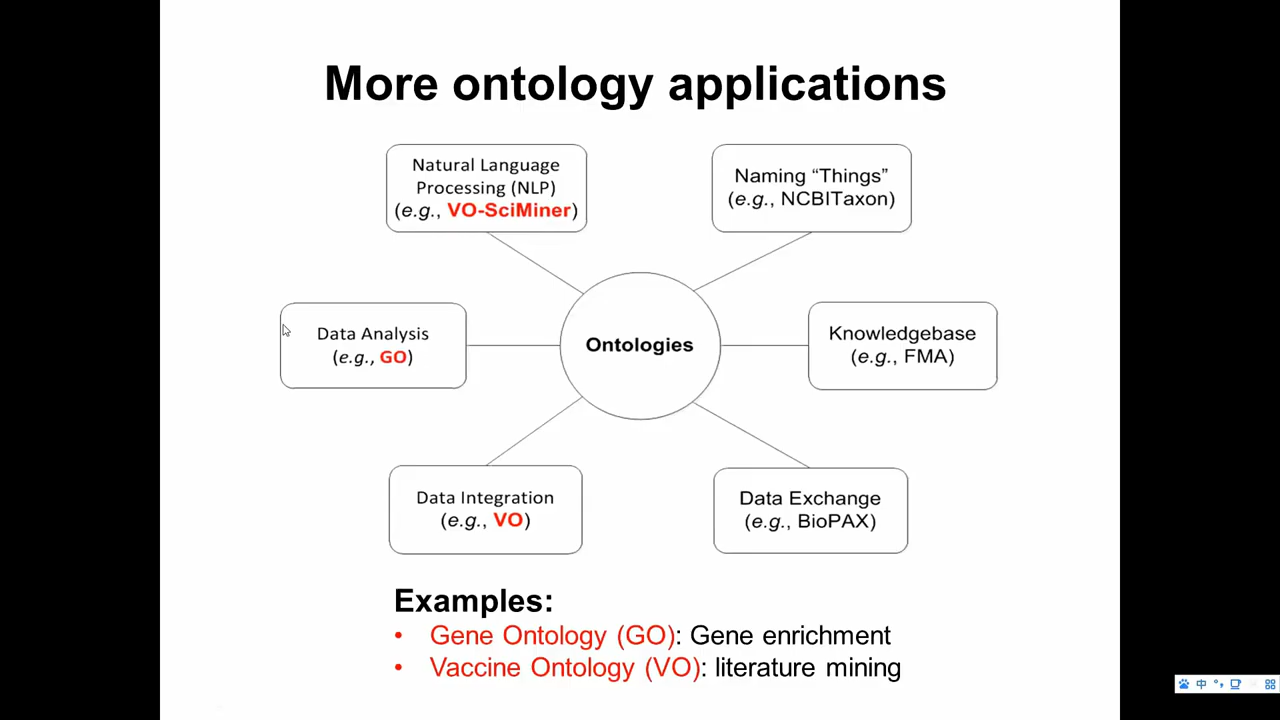 More ontology applications
Natural Language
Processing (NLP)
(e.g., VO-SciMiner)
Naming “Things”
(e.g., NCBITaxon)
Data Analysis
(e.g., GO)
Ontologies
Knowledgebase
(e.g., FMA)
Data Integration
(e.g., VO)
Data Exchange
(e.g., BioPAX)
Examples:
• Gene Ontology (GO): Gene enrichment
• Vaccine Ontology (VO): literature mining
中